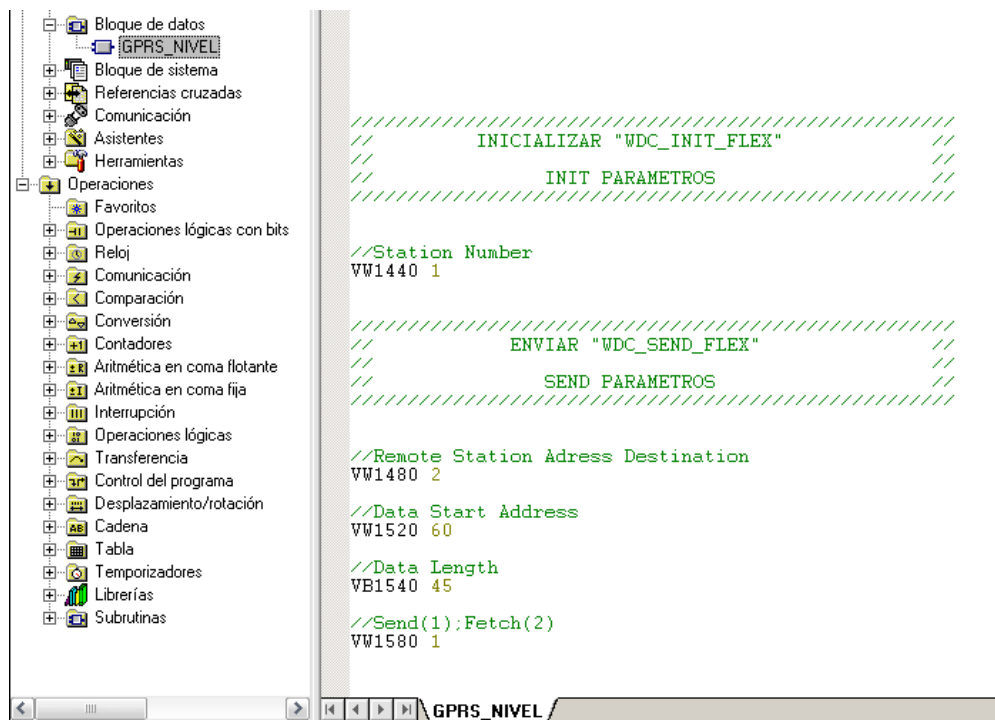 Bloque de datos
GPRS_NIVEL
Bloque de sistema
Referencias cruzadas
Comunicación
Asistentes
Herramientas
Operaciones
Favoritos
Operaciones lógicas con bits
Reloj
Comunicación
Comparación
Conversión
Contadores
Aritmética en coma flotante
Aritmética en coma fija
Interrupción
Operaciones lógicas
Transferencia
Control del programa
Desplazamiento/rotación
Cadena
Tabla
Temporizadores
Librerías
Subrutinas
/////////////////////////////////////////////////////
// INICIALIZAR "WDC_INIT_FLEX" //
// //
// INIT PARAMETROS //
/////////////////////////////////////////////////////
//Station Number
VW1440 1
/////////////////////////////////////////////////////
// ENVIAR "WDC_SEND_FLEX" //
// //
// SEND PARAMETROS //
/////////////////////////////////////////////////////
//Remote Station Adress Destination
VW1480 2
//Data Start Address
VW1520 60
//Data Length
VB1540 45
//Send(1);Fetch(2)
VW1580 1
GPRS_NIVEL